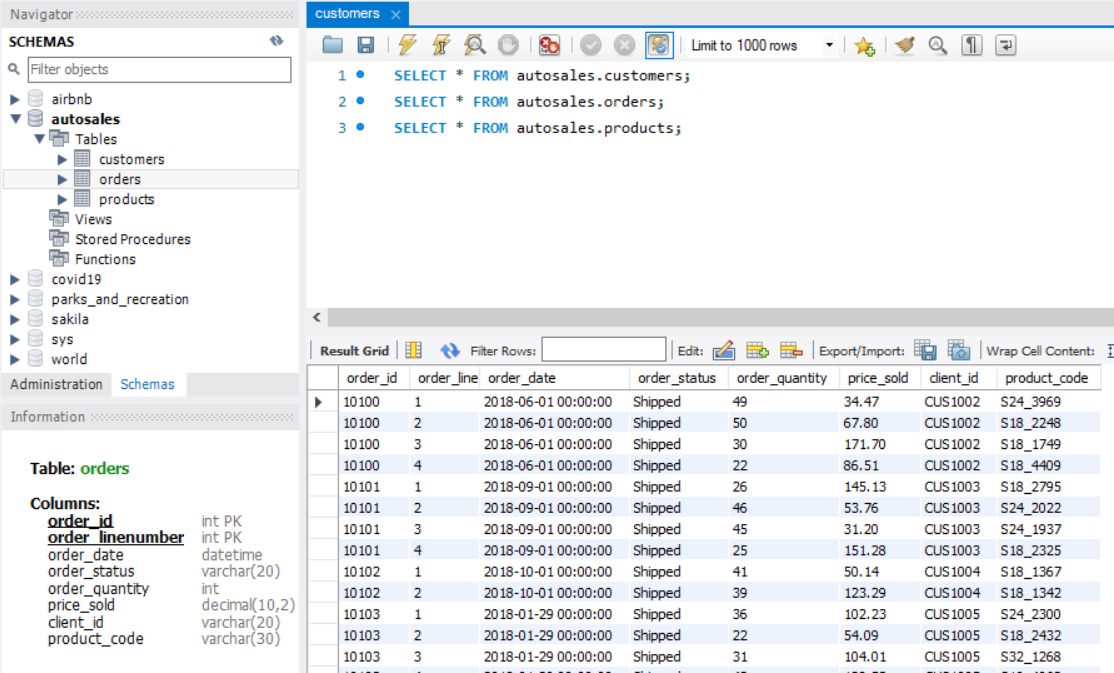 Navigator
SCHEMAS
Filter objects
airbnb
autosales
Tables
customers
orders
products
Views
Stored Procedures
Functions
covid19
parks_and_recreation
sakila
sys
world
Administration Schemas
Information
Table: orders
Columns:
order_id int PK
order_linenumber int PK
order_date datetime
order_status varchar(20)
order_quantity int
price_sold decimal(10,2)
client_id varchar(20)
product_code varchar(30)
customers
Limit to 1000 rows
1 SELECT * FROM autosales.customers;
2 SELECT * FROM autosales.orders;
3 SELECT * FROM autosales.products;
Result Grid Filter Rows: Edit: Export/Import: Wrap Cell Content:
order_id order_line order_date order_status order_quantity price_sold client_id product_code
10100 1 2018-06-01 00:00:00 Shipped 49 34.47 CUS1002 S24_3969
10100 2 2018-06-01 00:00:00 Shipped 50 67.80 CUS1002 S18_2248
10100 3 2018-06-01 00:00:00 Shipped 30 171.70 CUS1002 S18_1749
10100 4 2018-06-01 00:00:00 Shipped 22 86.51 CUS1002 S18_4409
10101 1 2018-09-01 00:00:00 Shipped 26 145.13 CUS1003 S18_2795
10101 2 2018-09-01 00:00:00 Shipped 46 53.76 CUS1003 S24_2022
10101 3 2018-09-01 00:00:00 Shipped 45 31.20 CUS1003 S24_1937
10101 4 2018-09-01 00:00:00 Shipped 25 151.28 CUS1003 S18_2325
10102 1 2018-10-01 00:00:00 Shipped 41 50.14 CUS1004 S18_1367
10102 2 2018-10-01 00:00:00 Shipped 39 123.29 CUS1004 S18_1342
10103 1 2018-01-29 00:00:00 Shipped 36 102.23 CUS1005 S24_2300
10103 2 2018-01-29 00:00:00 Shipped 22 54.09 CUS1005 S18_2432
10103 3 2018-01-29 00:00:00 Shipped 31 104.01 CUS1005 S32_1268